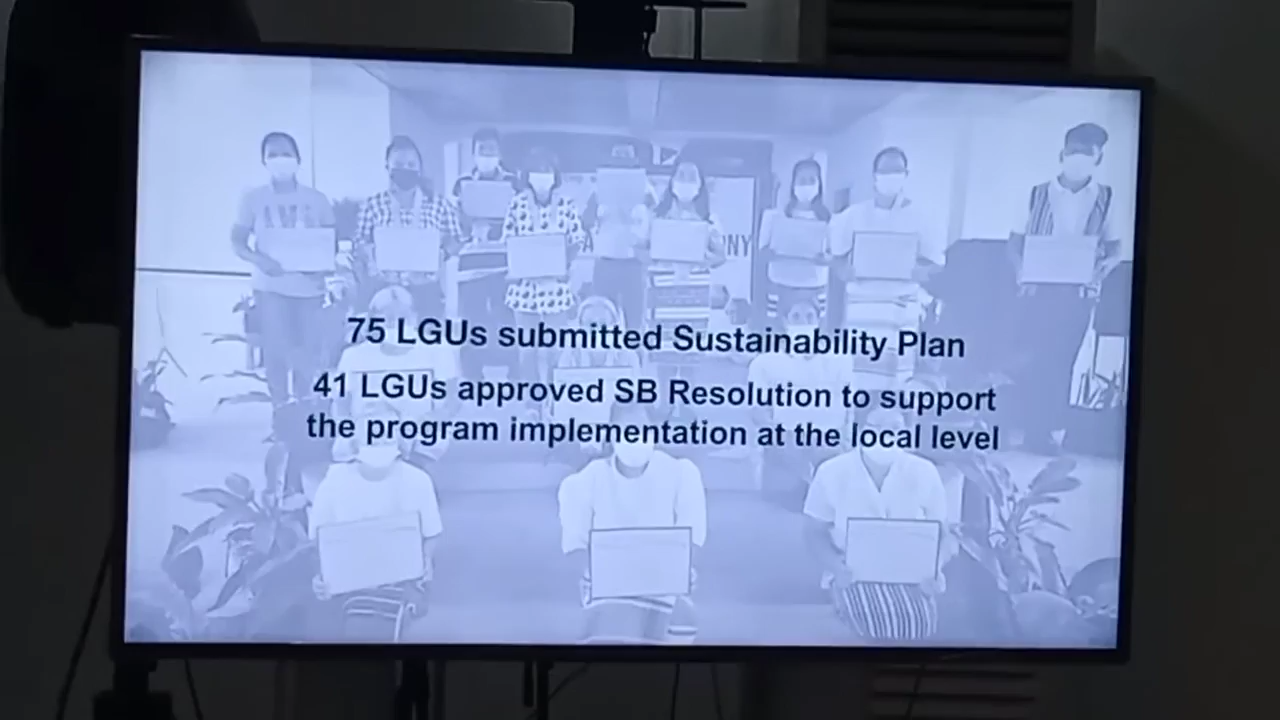 75 LGUs submitted Sustainability Plan
41 LGUs approved SB Resolution to support
the program implementation at the local level